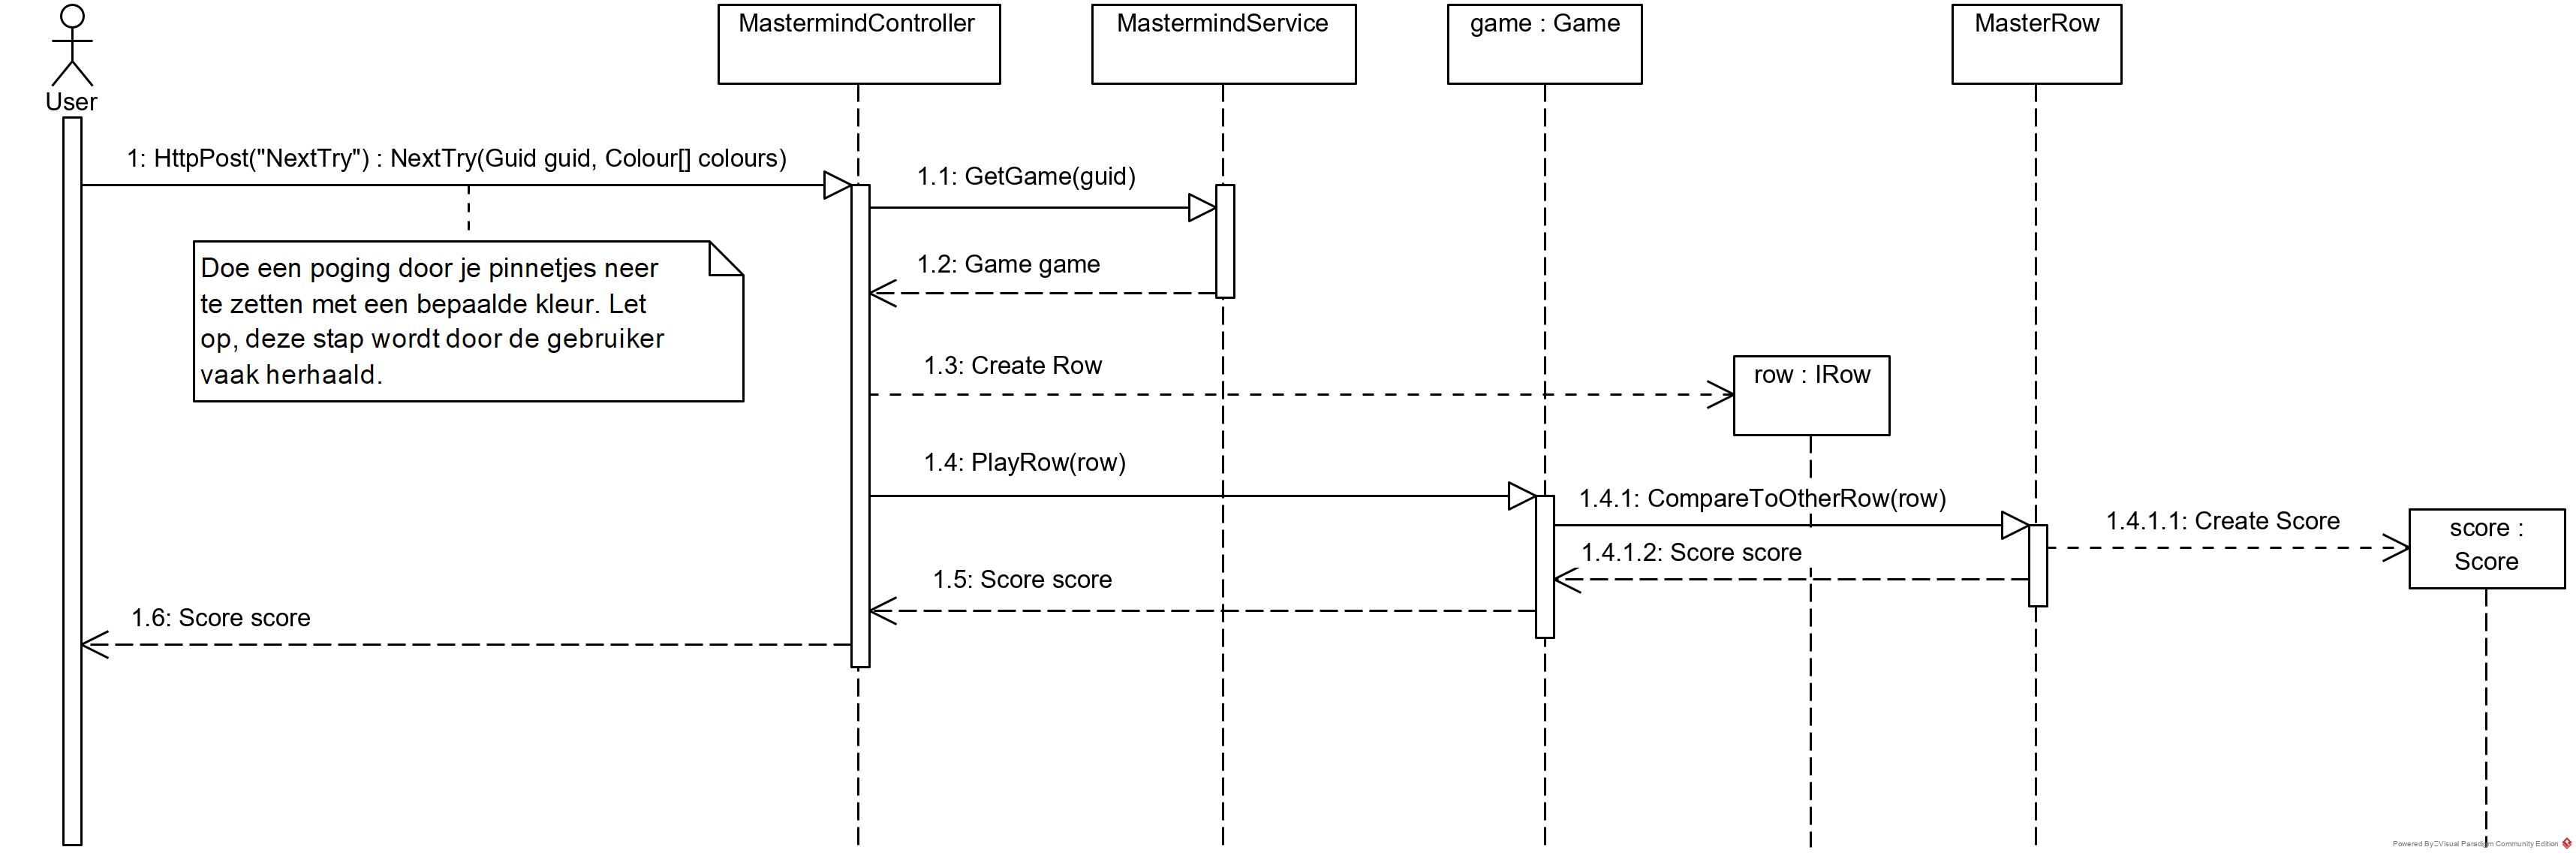 MastermindController
MastermindService
game : Game
MasterRow
User
1: HttpPost("NextTry") : NextTry(Guid guid, Colour[] colours)
1.1: GetGame(guid)
Doe een poging door je pinnetjes neer
te zetten met een bepaalde kleur. Let
op, deze stap wordt door de gebruiker
vaak herhaald.
1.2: Game game
1.3: Create Row
row : IRow
1.4: PlayRow(row)
1.4.1: CompareToOtherRow(row)
1.4.1.1: Create Score
score :
Score
1.4.1.2: Score score
1.5: Score score
1.6: Score score
Powered By Visual Paradigm Community Edition